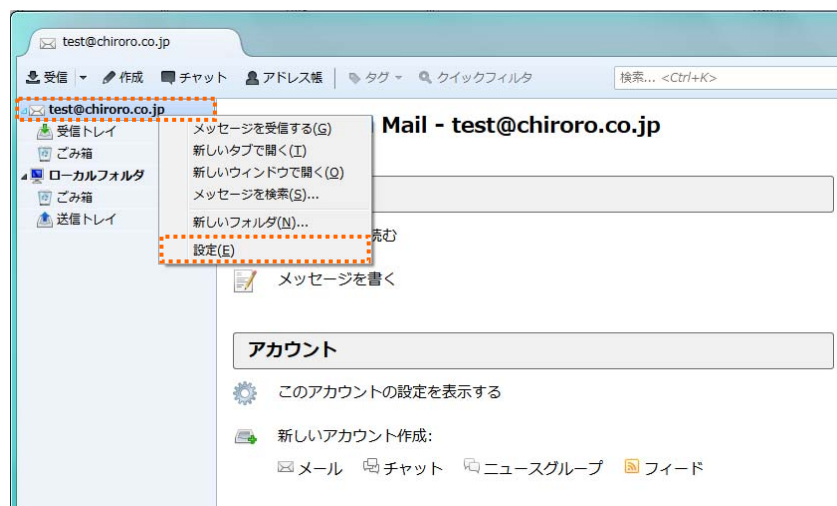 test@chiroro.co.jp
受信 作成 チャット アドレス帳 タグ クイックフィルタ 検索... <Ctrl+K>
test@chiroro.co.jp
受信トレイ
ごみ箱
ローカルフォルダ
ごみ箱
送信トレイ
メッセージを受信する(G)
新しいタブで開く(T)
新しいウィンドウで開く(O)
メッセージを検索(S)...
新しいフォルダ(N)...
設定(E)
Mail - test@chiroro.co.jp
読む
メッセージを書く
アカウント
このアカウントの設定を表示する
新しいアカウント作成:
メール チャット ニュースグループ フィード